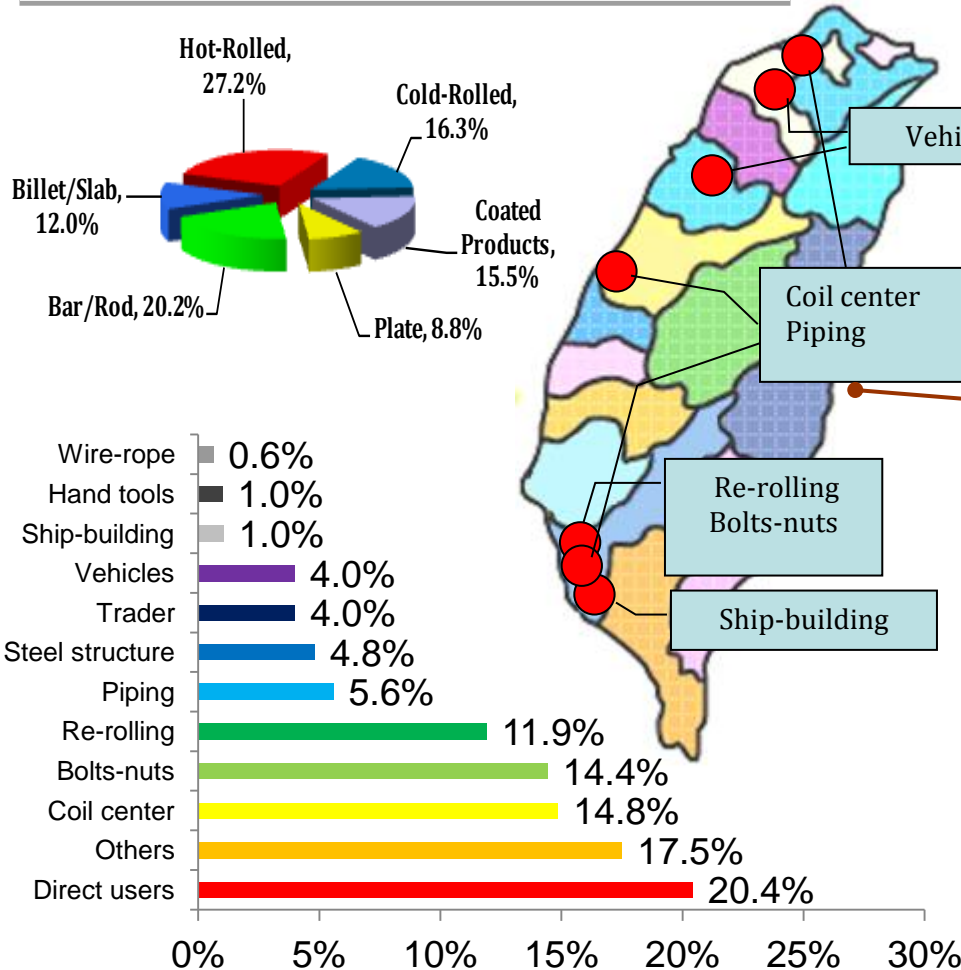 Hot-Rolled,
27.2%
Cold-Rolled,
16.3%
Billet/Slab,
12.0%
Coated
Products,
15.5%
Bar/Rod, 20.2%
Plate, 8.8%
Vehi
Coil center
Piping
Re-rolling
Bolts-nuts
Ship-building
Wire-rope 0.6%
Hand tools 1.0%
Ship-building 1.0%
Vehicles 4.0%
Trader 4.0%
Steel structure 4.8%
Piping 5.6%
Re-rolling 11.9%
Bolts-nuts 14.4%
Coil center 14.8%
Others 17.5%
Direct users 20.4%
0% 5% 10% 15% 20% 25% 30%